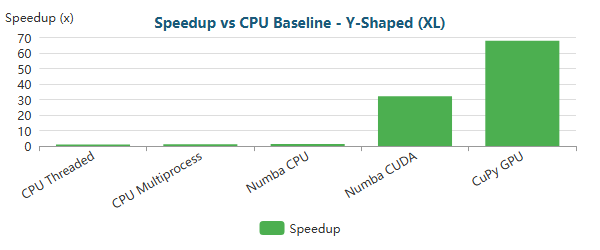 Speedup (x)
Speedup vs CPU Baseline - Y-Shaped (XL)
70
60
50
40
30
20
10
0
CPU Threaded
CPU Multiprocess
Numba CPU
Numba CUDA
CuPy GPU
Speedup